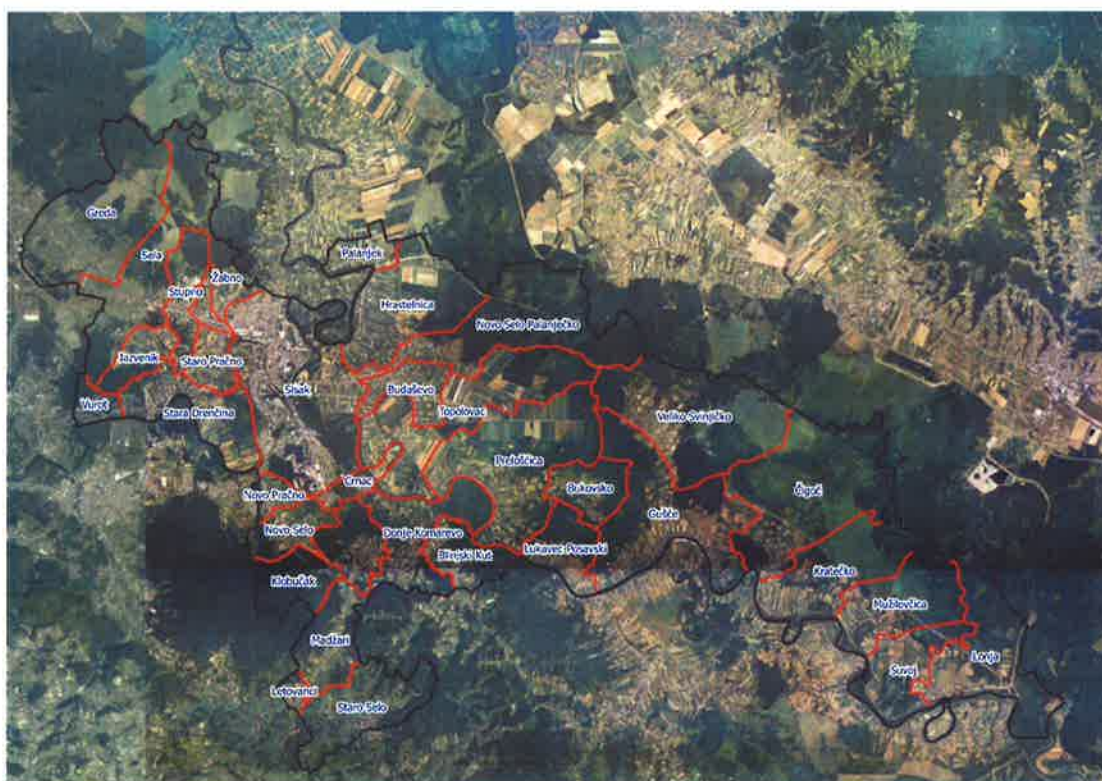 Greda
Sela
Palanjek
Žabno
Stupno
Hrastelnica
Novo Selo Palanječko
Jazvenik
Staro Pračno
Sisak
Budaševo
Vurot
Stara Drenčina
Topolovac
Veliko Svinjičko
Preloščica
Crnac
Novo Pračno
Bukovsko
Čigoč
Gušće
Novo Selo
Donje Komarevo
Blinjski Kut
Lukavec Posavski
Klobučak
Kratečko
Mužilovčica
Madžari
Lonja
Suvoj
Letovanci
Staro Selo